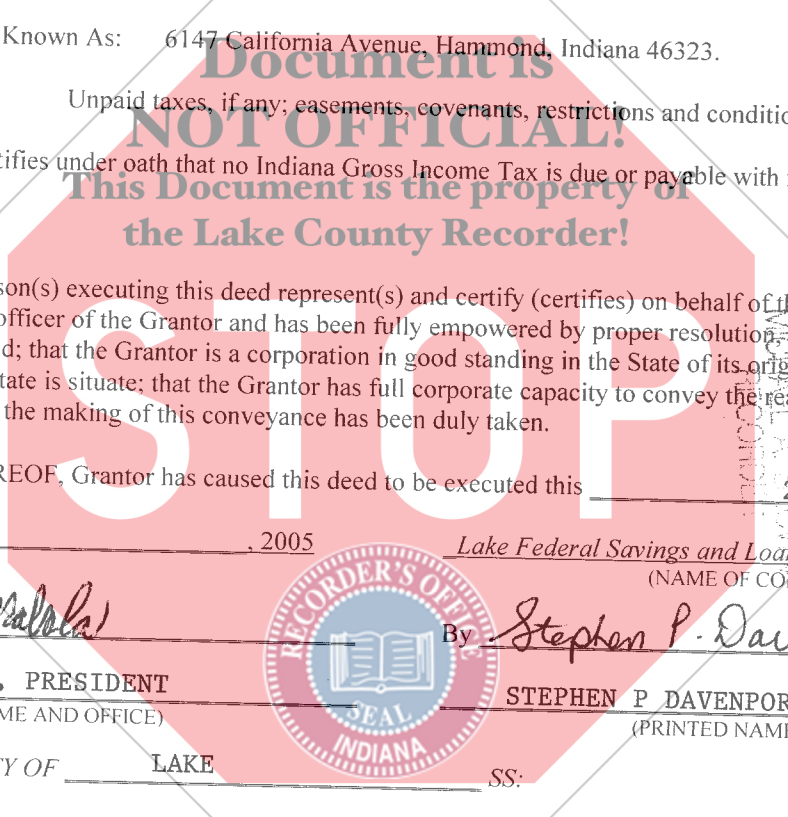 Known As: 6147 California Avenue, Hammond, Indiana 46323.
Document is
Unpaid taxes, if any; easements, covenants, restrictions and conditio
NOT OFFICIAL!
tifies under oath that no Indiana Gross Income Tax is due or payable with
This Document is the property of
the Lake County Recorder!
son(s) executing this deed represent(s) and certify (certifies) on behalf of th
officer of the Grantor and has been fully empowered by proper resolution,
d; that the Grantor is a corporation in good standing in the State of its orig
tate is situate; that the Grantor has full corporate capacity to convey the rea
the making of this conveyance has been duly taken.
STOP
REOF, Grantor has caused this deed to be executed this
, 2005 Lake Federal Savings and Loa
(NAME OF CO
RECORDER'S OFFICE
By Stephen P. Dav
. PRESIDENT STEPHEN P DAVENPOR
ME AND OFFICE) (PRINTED NAME
SEAL
INDIANA
Y OF LAKE SS: